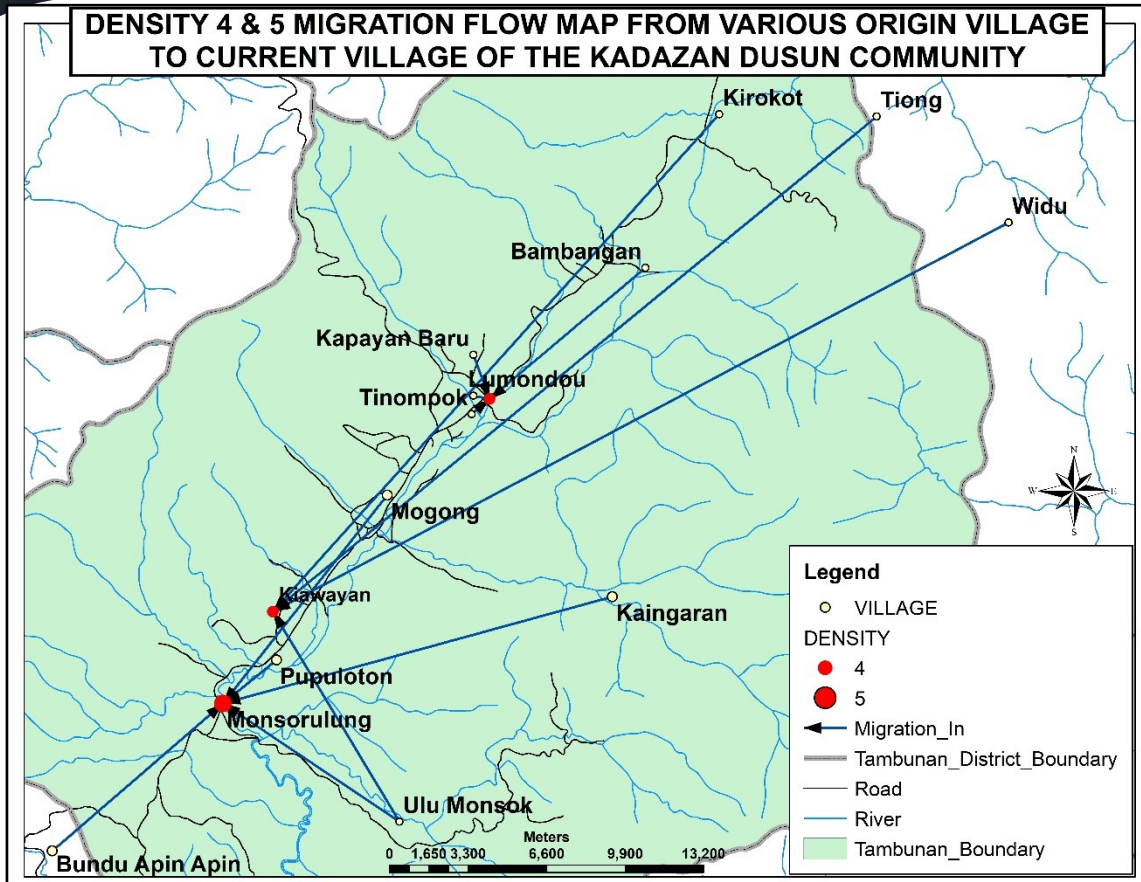 DENSITY 4 & 5 MIGRATION FLOW MAP FROM VARIOUS ORIGIN VILLAGE
TO CURRENT VILLAGE OF THE KADAZAN DUSUN COMMUNITY
Kirokot
Tiong
Widu
Bambangan
Kapayan Baru
Lumondou
Tinompok
Mogong
N
W
E
S
Kiawayan
Kaingaran
Pupuloton
Monsorulung
Ulu Monsok
Bundu Apin Apin
Meters
0 1,650 3,300 6,600 9,900 13,200
Legend
VILLAGE
DENSITY
4
5
Migration_In
Tambunan_District_Boundary
Road
River
Tambunan_Boundary